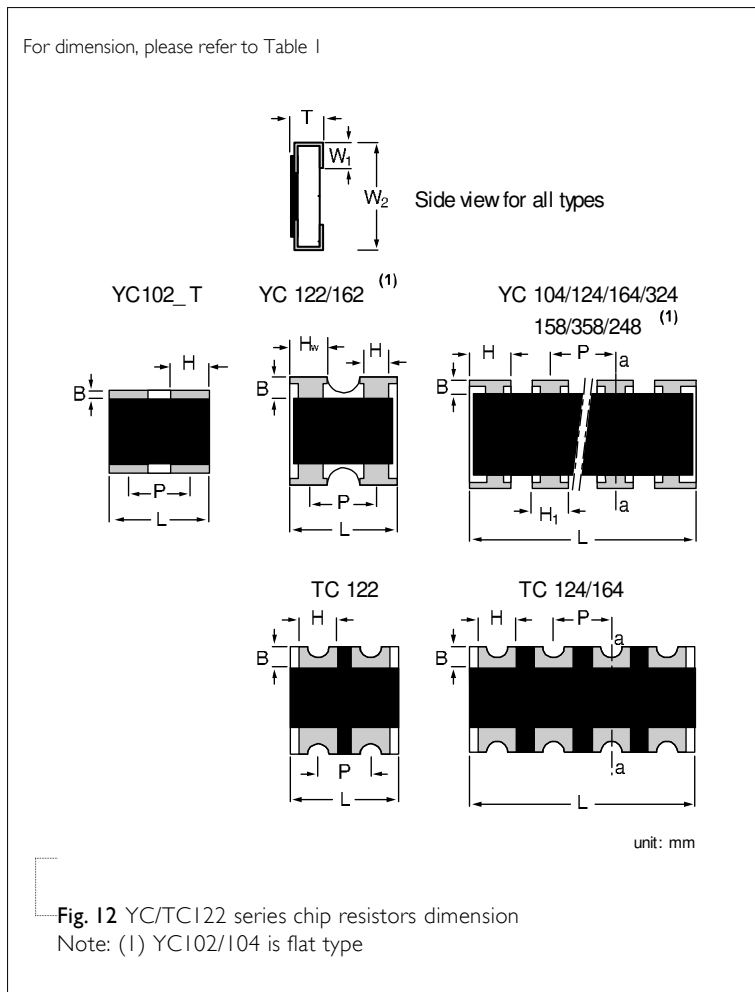 For dimension, please refer to Table 1
T
W1
W2
Side view for all types
YC102_T
YC 122/162 (1)
YC 104/124/164/324
158/358/248 (1)
H
B
P
L
Hw
H
B
P
L
H
P
a
B
a
H1
L
TC 122
TC 124/164
H
B
P
L
H
P
a
B
a
L
unit: mm
Fig. 12 YC/TC122 series chip resistors dimension
Note: (1) YC102/104 is flat type